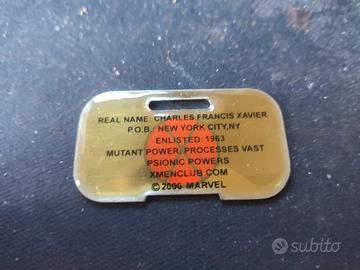 REAL NAME: CHARLES FRANCIS XAVIER
P.O.B.: NEW YORK CITY,NY
ENLISTED: 1963
MUTANT POWER: PROCESSES VAST
PSIONIC POWERS
XMENCLUB COM
© 2000 MARVEL
subito